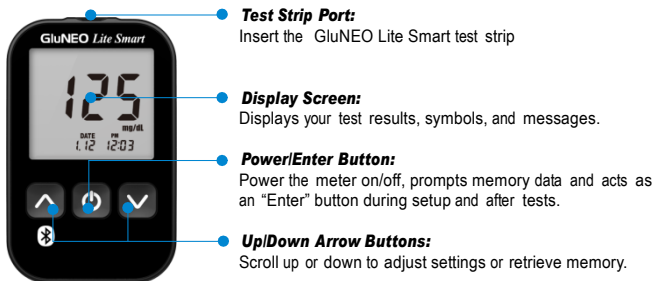 Test Strip Port:
Insert the GluNEO Lite Smart test strip
GluNEO Lite Smart
125
mg/dL
DATE PM
1.12 12:03
Display Screen:
Displays your test results, symbols, and messages.
Power/Enter Button:
Power the meter on/off, prompts memory data and acts as
an “Enter” button during setup and after tests.
Up/Down Arrow Buttons:
Scroll up or down to adjust settings or retrieve memory.